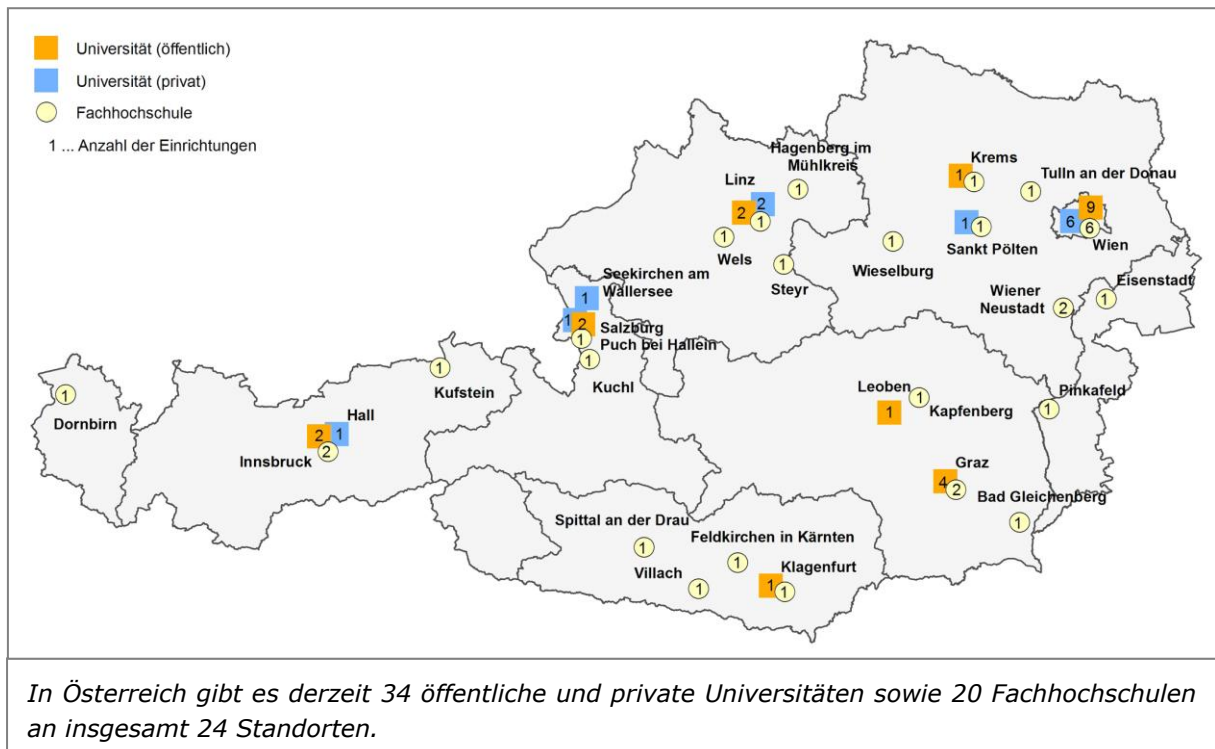 Universität (öffentlich)
Universität (privat)
Fachhochschule
1 ... Anzahl der Einrichtungen
Hagenberg im
Mühlkreis
1
Linz
2
2
1
1
Wels
1
Steyr
Krems
1
1
Tulln an der Donau
1
9
6
6
Wien
1
1
Sankt Pölten
1
Wieselburg
Wiener
Neustadt
2
Eisenstadt
1
Seekirchen am
Wallersee
1
1
2
Salzburg
1
Puch bei Hallein
1
Kuchl
1
Kufstein
1
Dornbirn
Hall
2
1
Innsbruck
2
Leoben
1
1
Kapfenberg
Pinkafeld
1
Graz
4
2
Bad Gleichenberg
1
Spittal an der Drau
1
Feldkirchen in Kärnten
1
Villach
1
Klagenfurt
1
1
In Österreich gibt es derzeit 34 öffentliche und private Universitäten sowie 20 Fachhochschulen
an insgesamt 24 Standorten.